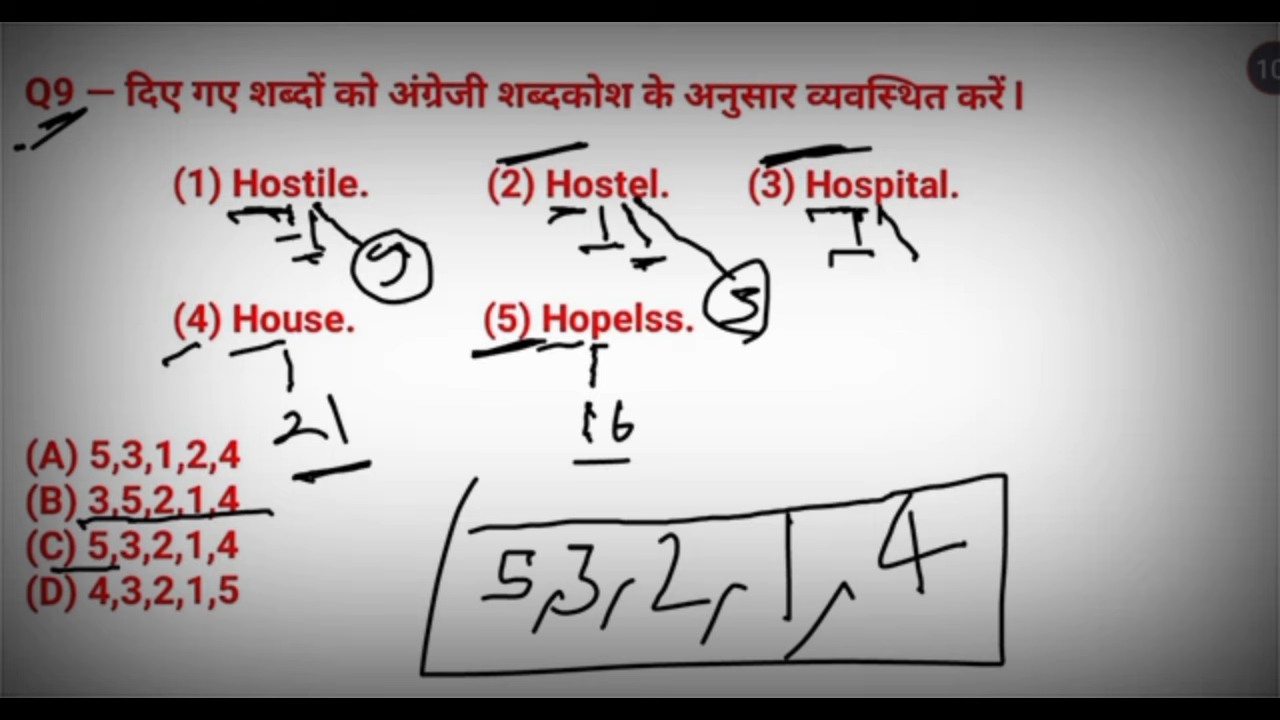 10
Q9 – दिए गए शब्दों को अंग्रेजी शब्दकोश के अनुसार व्यवस्थित करें।
(1) Hostile. (2) Hostel. (3) Hospital.
9
(4) House. (5) Hopelss. 5
21 16
(A) 5,3,1,2,4
(B) 3,5,2,1,4
(C) 5,3,2,1,4
(D) 4,3,2,1,5
5,3,2,1,4